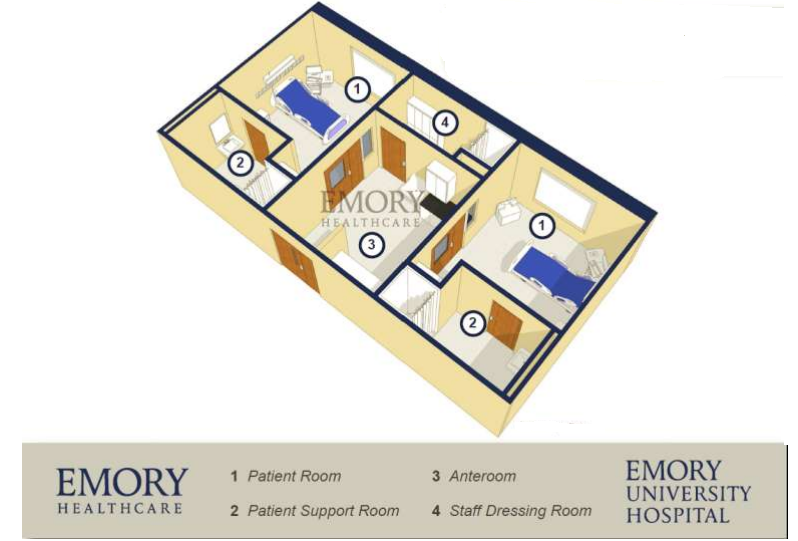 1
4
2
EMORY
HEALTHCARE
3
1
2
EMORY
HEALTHCARE
1 Patient Room
2 Patient Support Room
3 Anteroom
4 Staff Dressing Room
EMORY
UNIVERSITY
HOSPITAL